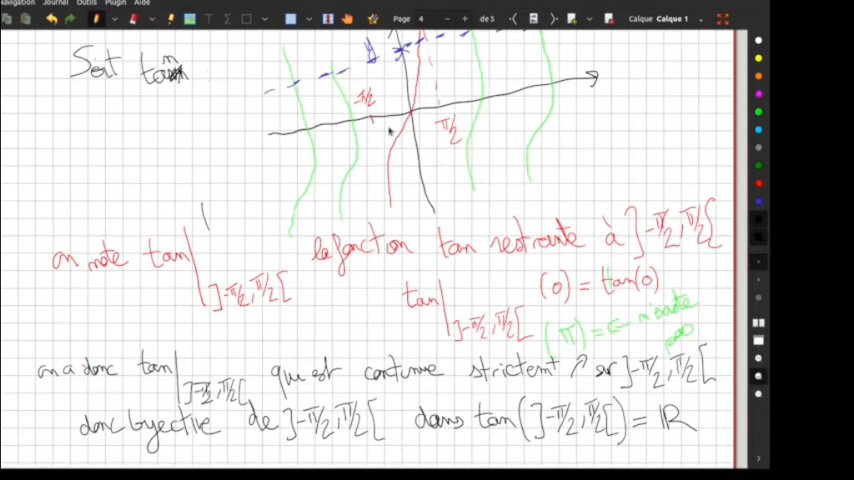 Navigation Journal Outils Aide
Page 4 de 5 Calque Calque 1
Soit tan
y
-π/2
π/2
on note tan|]-π/2,π/2[ la fonction tan restreinte à ]-π/2,π/2[
tan|]-π/2,π/2[ (0) = tan(0)
(π) = ← n'existe pas
on a donc tan|]-π/2,π/2[ qui est continue strictemt ↗ sur ]-π/2,π/2[
donc bijective de ]-π/2,π/2[ dans tan(]-π/2,π/2[) = ℝ